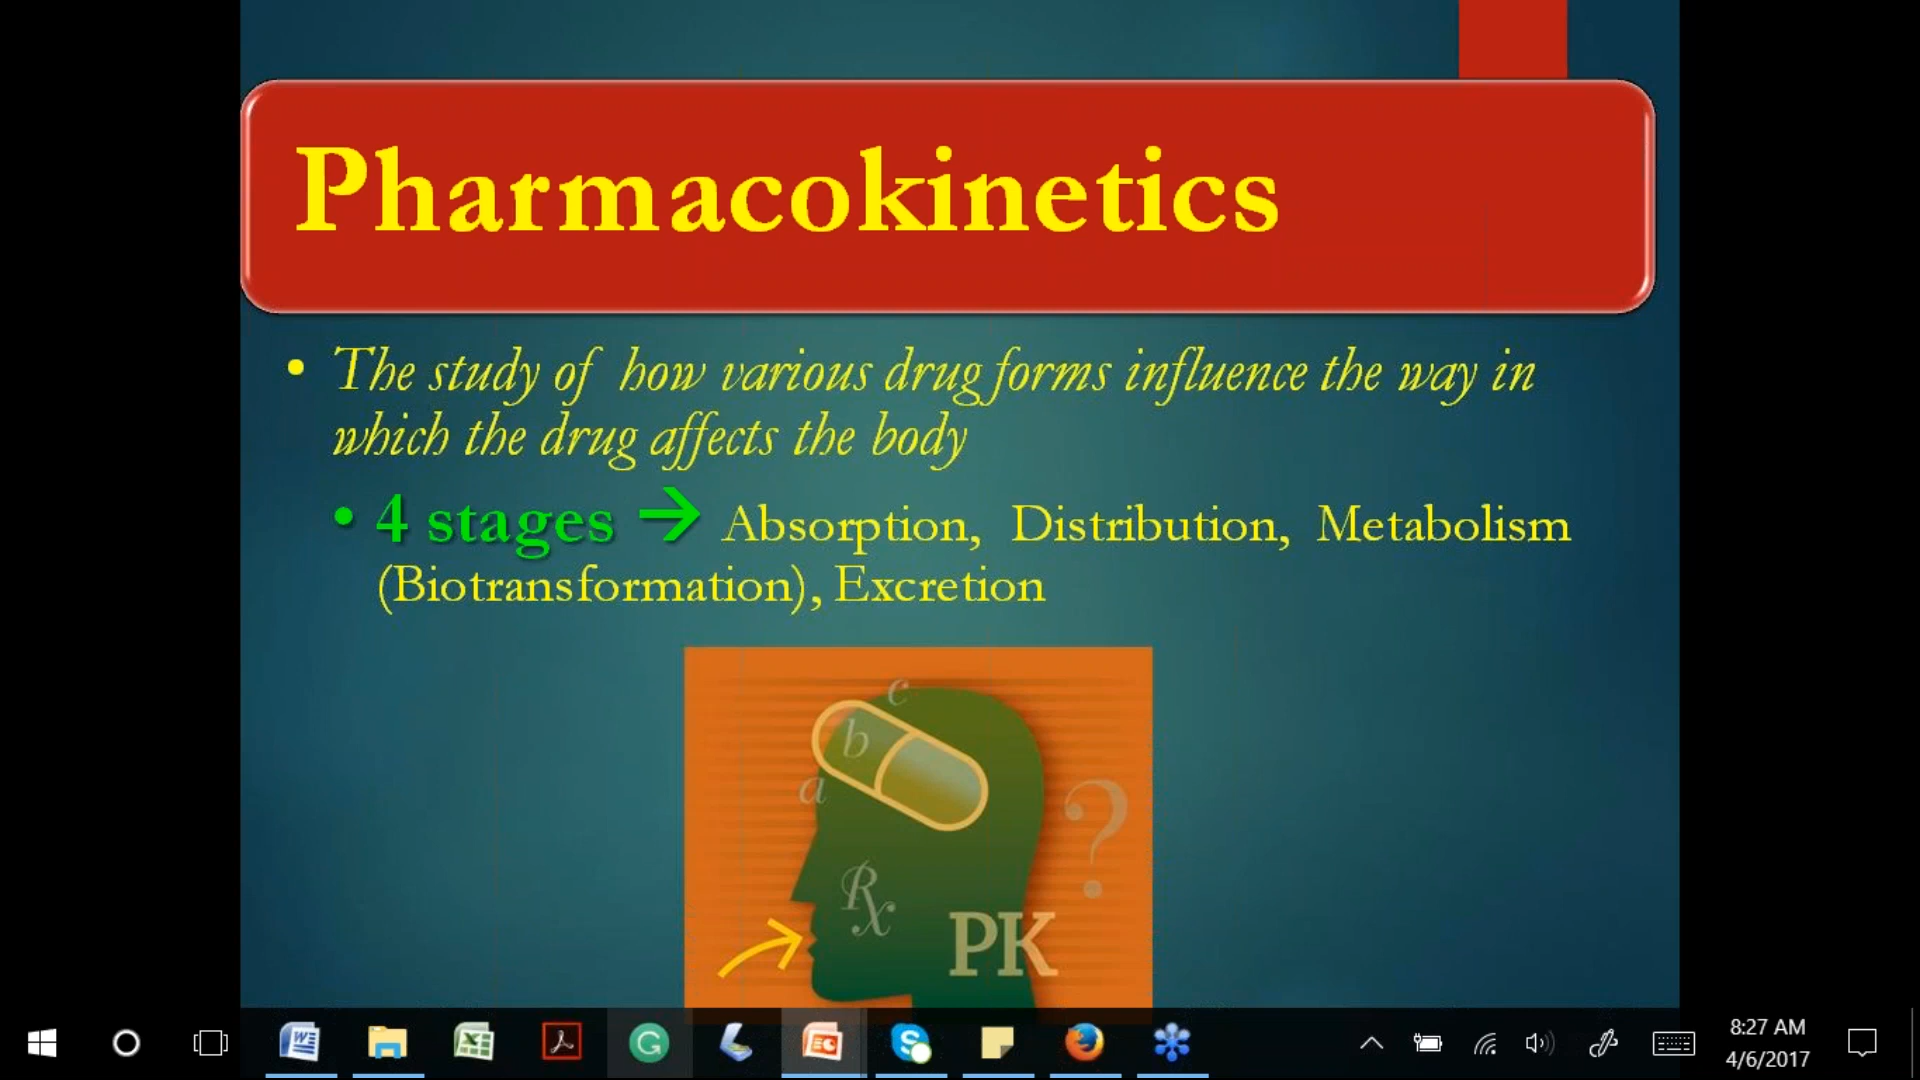 Pharmacokinetics
• The study of how various drug forms influence the way in
which the drug affects the body
• 4 stages → Absorption, Distribution, Metabolism
(Biotransformation), Excretion
c
b
a
?
Rx
PK
8:27 AM
4/6/2017